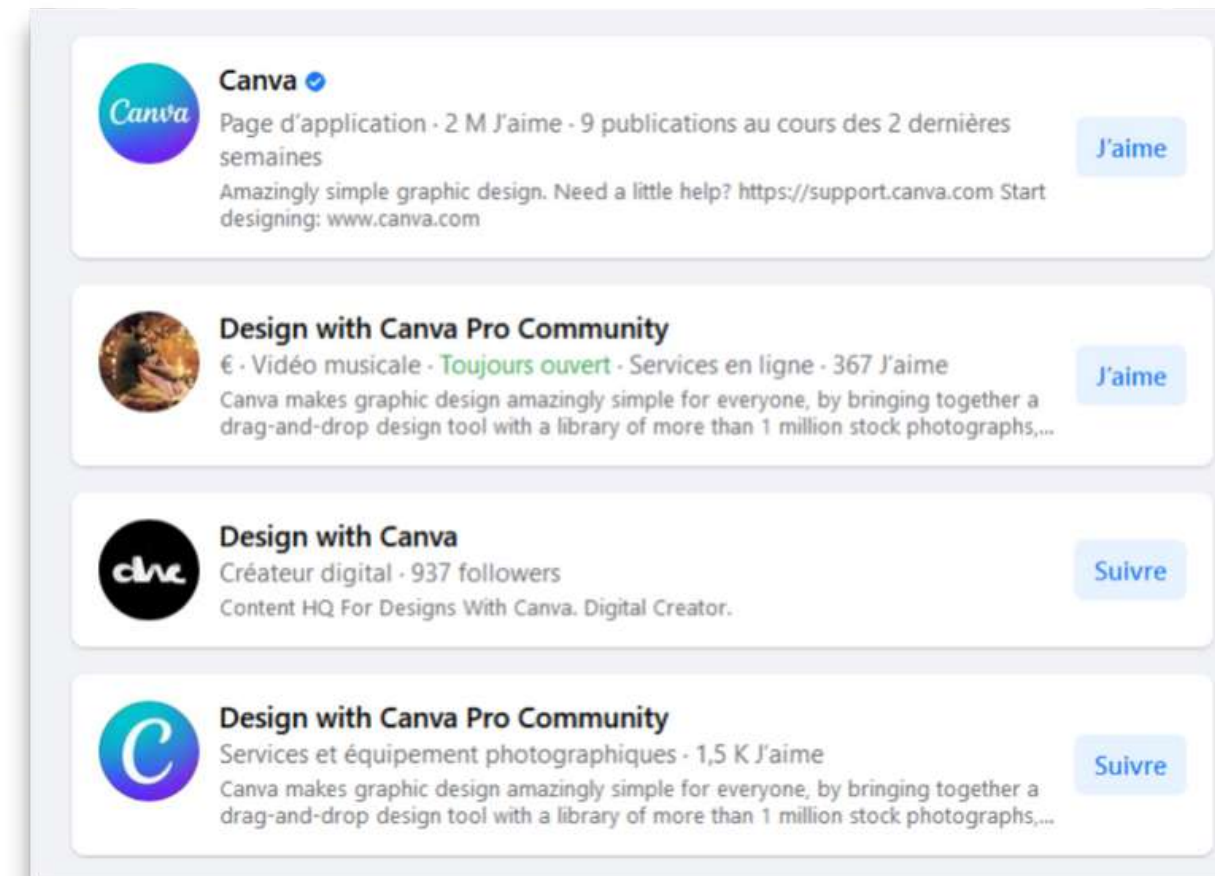 Canva
Canva
Page d'application · 2 M J'aime · 9 publications au cours des 2 dernières
semaines
J'aime
Amazingly simple graphic design. Need a little help? https://support.canva.com Start
designing: www.canva.com
Design with Canva Pro Community
€ · Vidéo musicale · Toujours ouvert · Services en ligne · 367 J'aime
J'aime
Canva makes graphic design amazingly simple for everyone, by bringing together a
drag-and-drop design tool with a library of more than 1 million stock photographs,...
Design with Canva
dwc
Créateur digital · 937 followers
Suivre
Content HQ For Designs With Canva. Digital Creator.
Design with Canva Pro Community
C
Services et équipement photographiques · 1,5 K J'aime
Suivre
Canva makes graphic design amazingly simple for everyone, by bringing together a
drag-and-drop design tool with a library of more than 1 million stock photographs,...